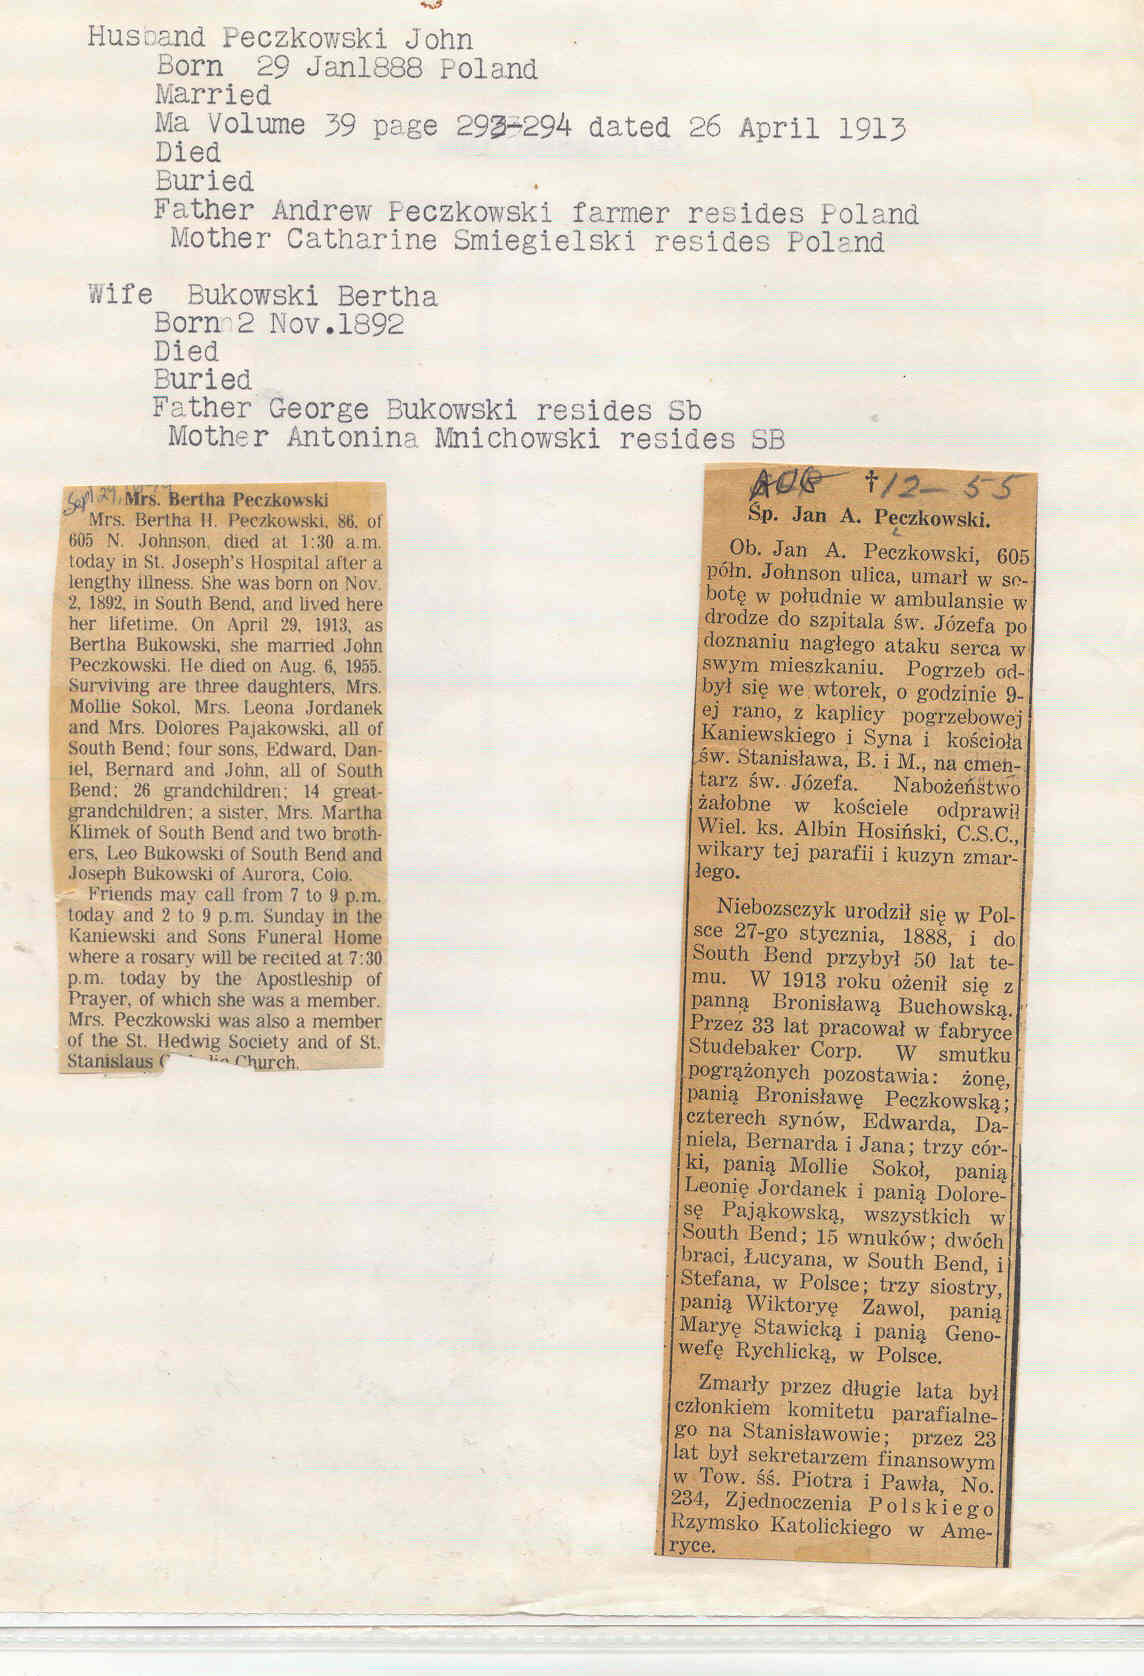 Husband Peczkowski John
Born 29 Jan1888 Poland
Married
Ma Volume 39 page 293-294 dated 26 April 1913
Died
Buried
Father Andrew Peczkowski farmer resides Poland
Mother Catharine Smiegielski resides Poland
Wife Bukowski Bertha
Born 2 Nov.1892
Died
Buried
Father George Bukowski resides Sb
Mother Antonina Mnichowski resides SB
Sept 29,
Mrs. Bertha Peczkowski
Mrs. Bertha H. Peczkowski, 86, of
605 N. Johnson, died at 1:30 a.m.
today in St. Joseph's Hospital after a
lengthy illness. She was born on Nov.
2, 1892, in South Bend, and lived here
her lifetime. On April 29, 1913, as
Bertha Bukowski, she married John
Peczkowski. He died on Aug. 6, 1955.
Surviving are three daughters, Mrs.
Mollie Sokol, Mrs. Leona Jordanek
and Mrs. Dolores Pajakowski, all of
South Bend; four sons, Edward, Dan-
iel, Bernard and John, all of South
Bend; 26 grandchildren; 14 great-
grandchildren; a sister, Mrs. Martha
Klimek of South Bend and two broth-
ers, Leo Bukowski of South Bend and
Joseph Bukowski of Aurora, Colo.
Friends may call from 7 to 9 p.m.
today and 2 to 9 p.m. Sunday in the
Kaniewski and Sons Funeral Home
where a rosary will be recited at 7:30
p.m. today by the Apostleship of
Prayer, of which she was a member.
Mrs. Peczkowski was also a member
of the St. Hedwig Society and of St.
Stanislaus Church.
AUG † 12-55
Śp. Jan A. Pęczkowski.
Ob. Jan A. Peczkowski, 605
półn. Johnson ulica, umarł w so-
botę w południe w ambulansie w
drodze do szpitala św. Józefa po
doznaniu nagłego ataku serca w
swym mieszkaniu. Pogrzeb od-
był się we wtorek, o godzinie 9-
ej rano, z kaplicy pogrzebowej
Kaniewskiego i Syna i kościoła
św. Stanisława, B. i M., na cmen-
tarz św. Józefa. Nabożeństwo
żałobne w kościele odprawił
Wiel. ks. Albin Hosiński, C.S.C.,
wikary tej parafii i kuzyn zmar-
łego.
Niebozsczyk urodził się w Pol-
sce 27-go stycznia, 1888, i do
South Bend przybył 50 lat te-
mu. W 1913 roku ożenił się z
panną Bronisławą Buchowską.
Przez 33 lat pracował w fabryce
Studebaker Corp. W smutku
pogrążonych pozostawia: żonę,
panią Bronisławę Pęczkowską;
czterech synów, Edwarda, Da-
niela, Bernarda i Jana; trzy cór-
ki, panią Mollie Sokoł, panią
Leonię Jordanek i panią Dolore-
sę Pająkowską, wszystkich w
South Bend; 15 wnuków; dwóch
braci, Łucyana, w South Bend, i
Stefana, w Polsce; trzy siostry,
panią Wiktoryę Zawol, panią
Maryę Stawicką i panią Geno-
wefę Rychlicką, w Polsce.
Zmarły przez długie lata był
członkiem komitetu parafialne-
go na Stanisławowie; przez 23
lat był sekretarzem finansowym
w Tow. śś. Piotra i Pawła, No.
234, Zjednoczenia Polskiego
Rzymsko Katolickiego w Ame-
ryce.